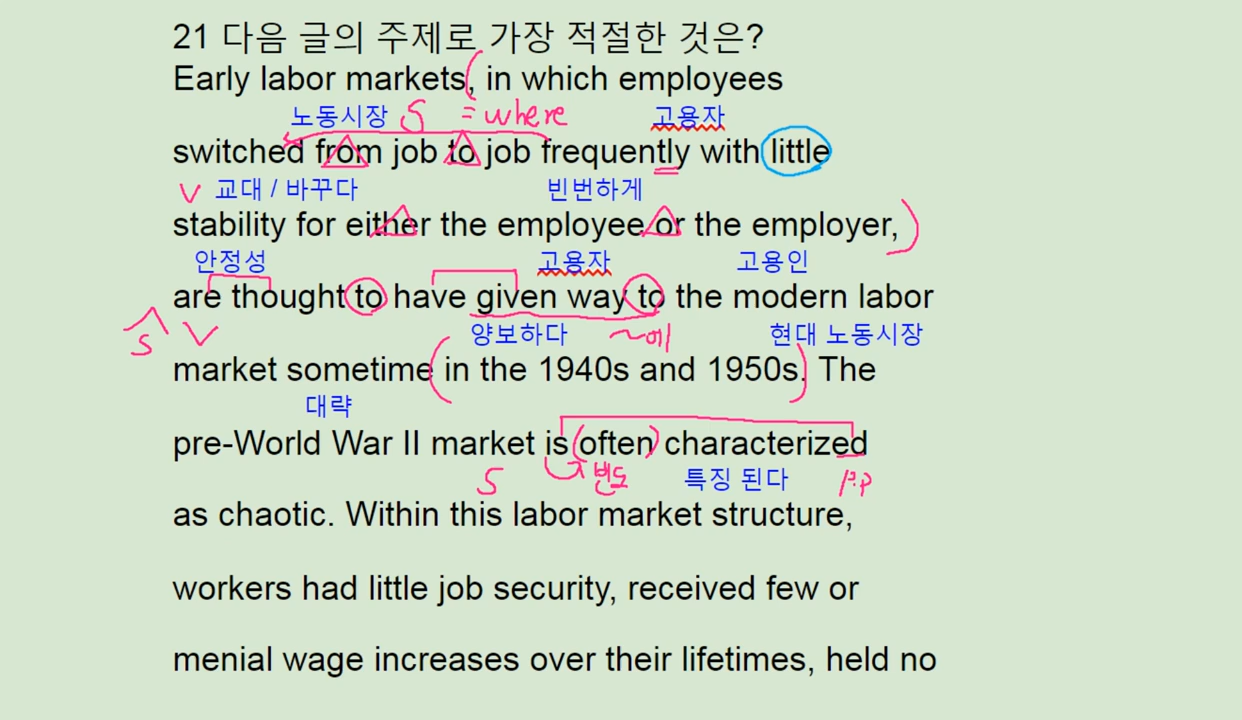 21 다음 글의 주제로 가장 적절한 것은?
Early labor markets, in which employees
노동시장 S = where 고용자
switched from job to job frequently with little
V 교대 / 바꾸다 빈번하게
stability for either the employee or the employer,
안정성 고용자 고용인
are thought to have given way to the modern labor
S V 양보하다 ~에 현대 노동시장
market sometime in the 1940s and 1950s. The
대략
pre-World War II market is often characterized
S 빈도 특징 된다 p.p
as chaotic. Within this labor market structure,
workers had little job security, received few or
menial wage increases over their lifetimes, held no